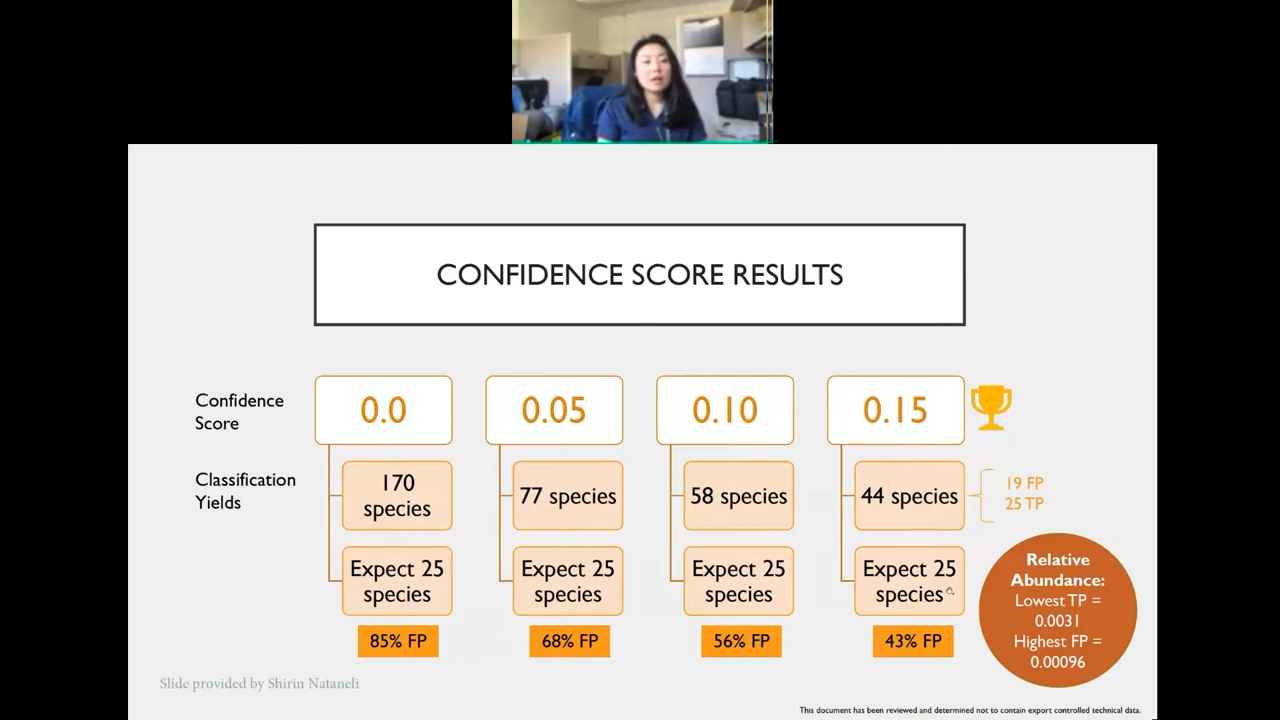 CONFIDENCE SCORE RESULTS
Confidence
Score
0.0
0.05
0.10
0.15
Classification
Yields
170
species
77 species
58 species
44 species
19 FP
25 TP
Expect 25
species
Expect 25
species
Expect 25
species
Expect 25
species
Relative
Abundance:
Lowest TP =
0.0031
Highest FP =
0.00096
85% FP
68% FP
56% FP
43% FP
Slide provided by Shirin Nataneli
This document has been reviewed and determined not to contain export controlled technical data.